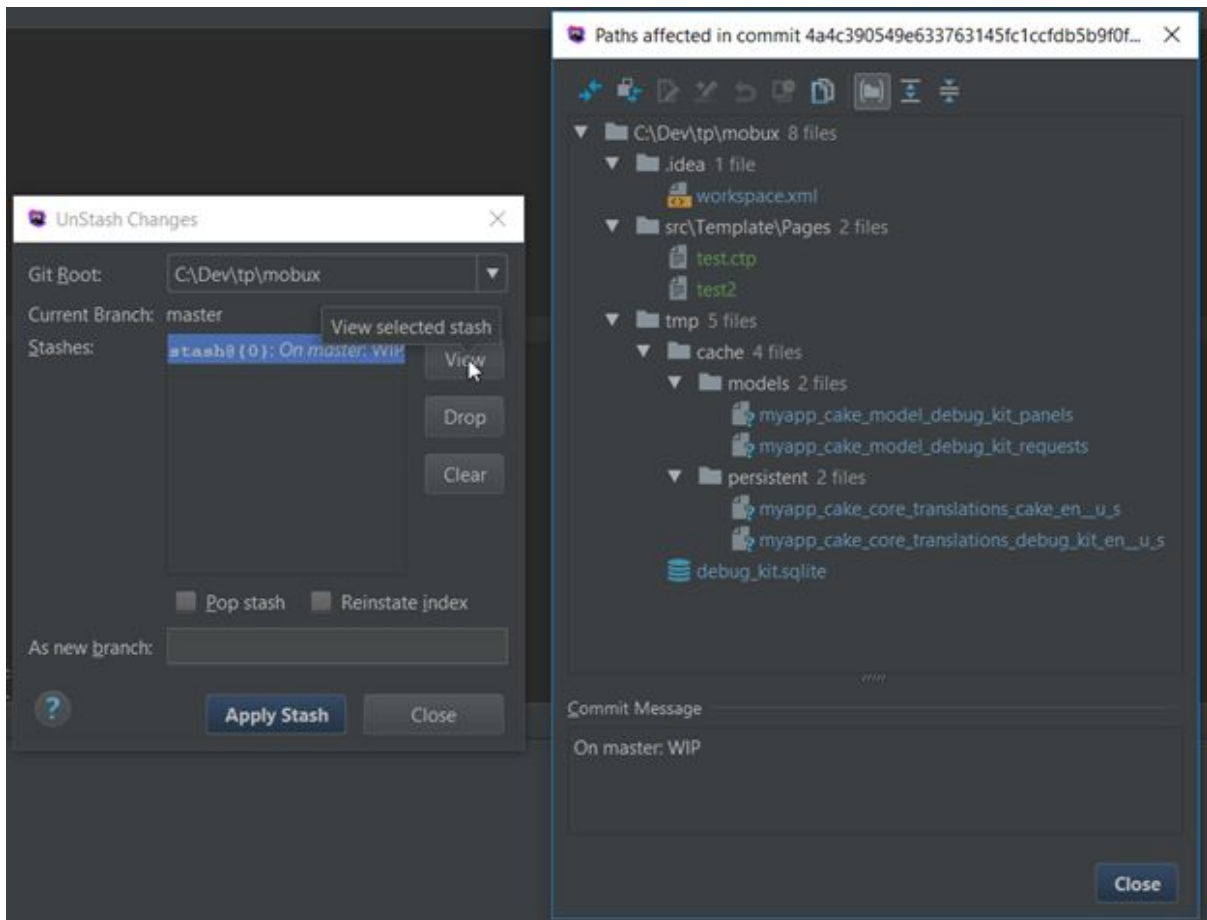 UnStash Changes
Git Root:
C:\Dev\tp\mobux
Current Branch: master
View selected stash
Stashes:
stash@{0}: On master: WIP
View
Drop
Clear
Pop stash
Reinstate index
As new branch:
?
Apply Stash
Close
Paths affected in commit 4a4c390549e633763145fc1ccfdb5b9f0f...
C:\Dev\tp\mobux 8 files
.idea 1 file
workspace.xml
src\Template\Pages 2 files
test.ctp
test2
tmp 5 files
cache 4 files
models 2 files
myapp_cake_model_debug_kit_panels
myapp_cake_model_debug_kit_requests
persistent 2 files
myapp_cake_core_translations_cake_en__u_s
myapp_cake_core_translations_debug_kit_en__u_s
debug_kit.sqlite
Commit Message
On master: WIP
Close